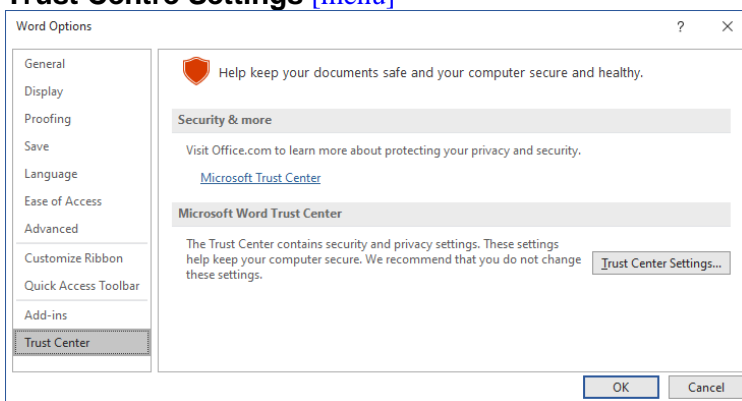 Trust Centre Settings [menu]
Word Options
General
Display
Proofing
Save
Language
Ease of Access
Advanced
Customize Ribbon
Quick Access Toolbar
Add-ins
Trust Center
Help keep your documents safe and your computer secure and healthy.
Security & more
Visit Office.com to learn more about protecting your privacy and security.
Microsoft Trust Center
Microsoft Word Trust Center
The Trust Center contains security and privacy settings. These settings
help keep your computer secure. We recommend that you do not change
these settings.
Trust Center Settings...
OK
Cancel